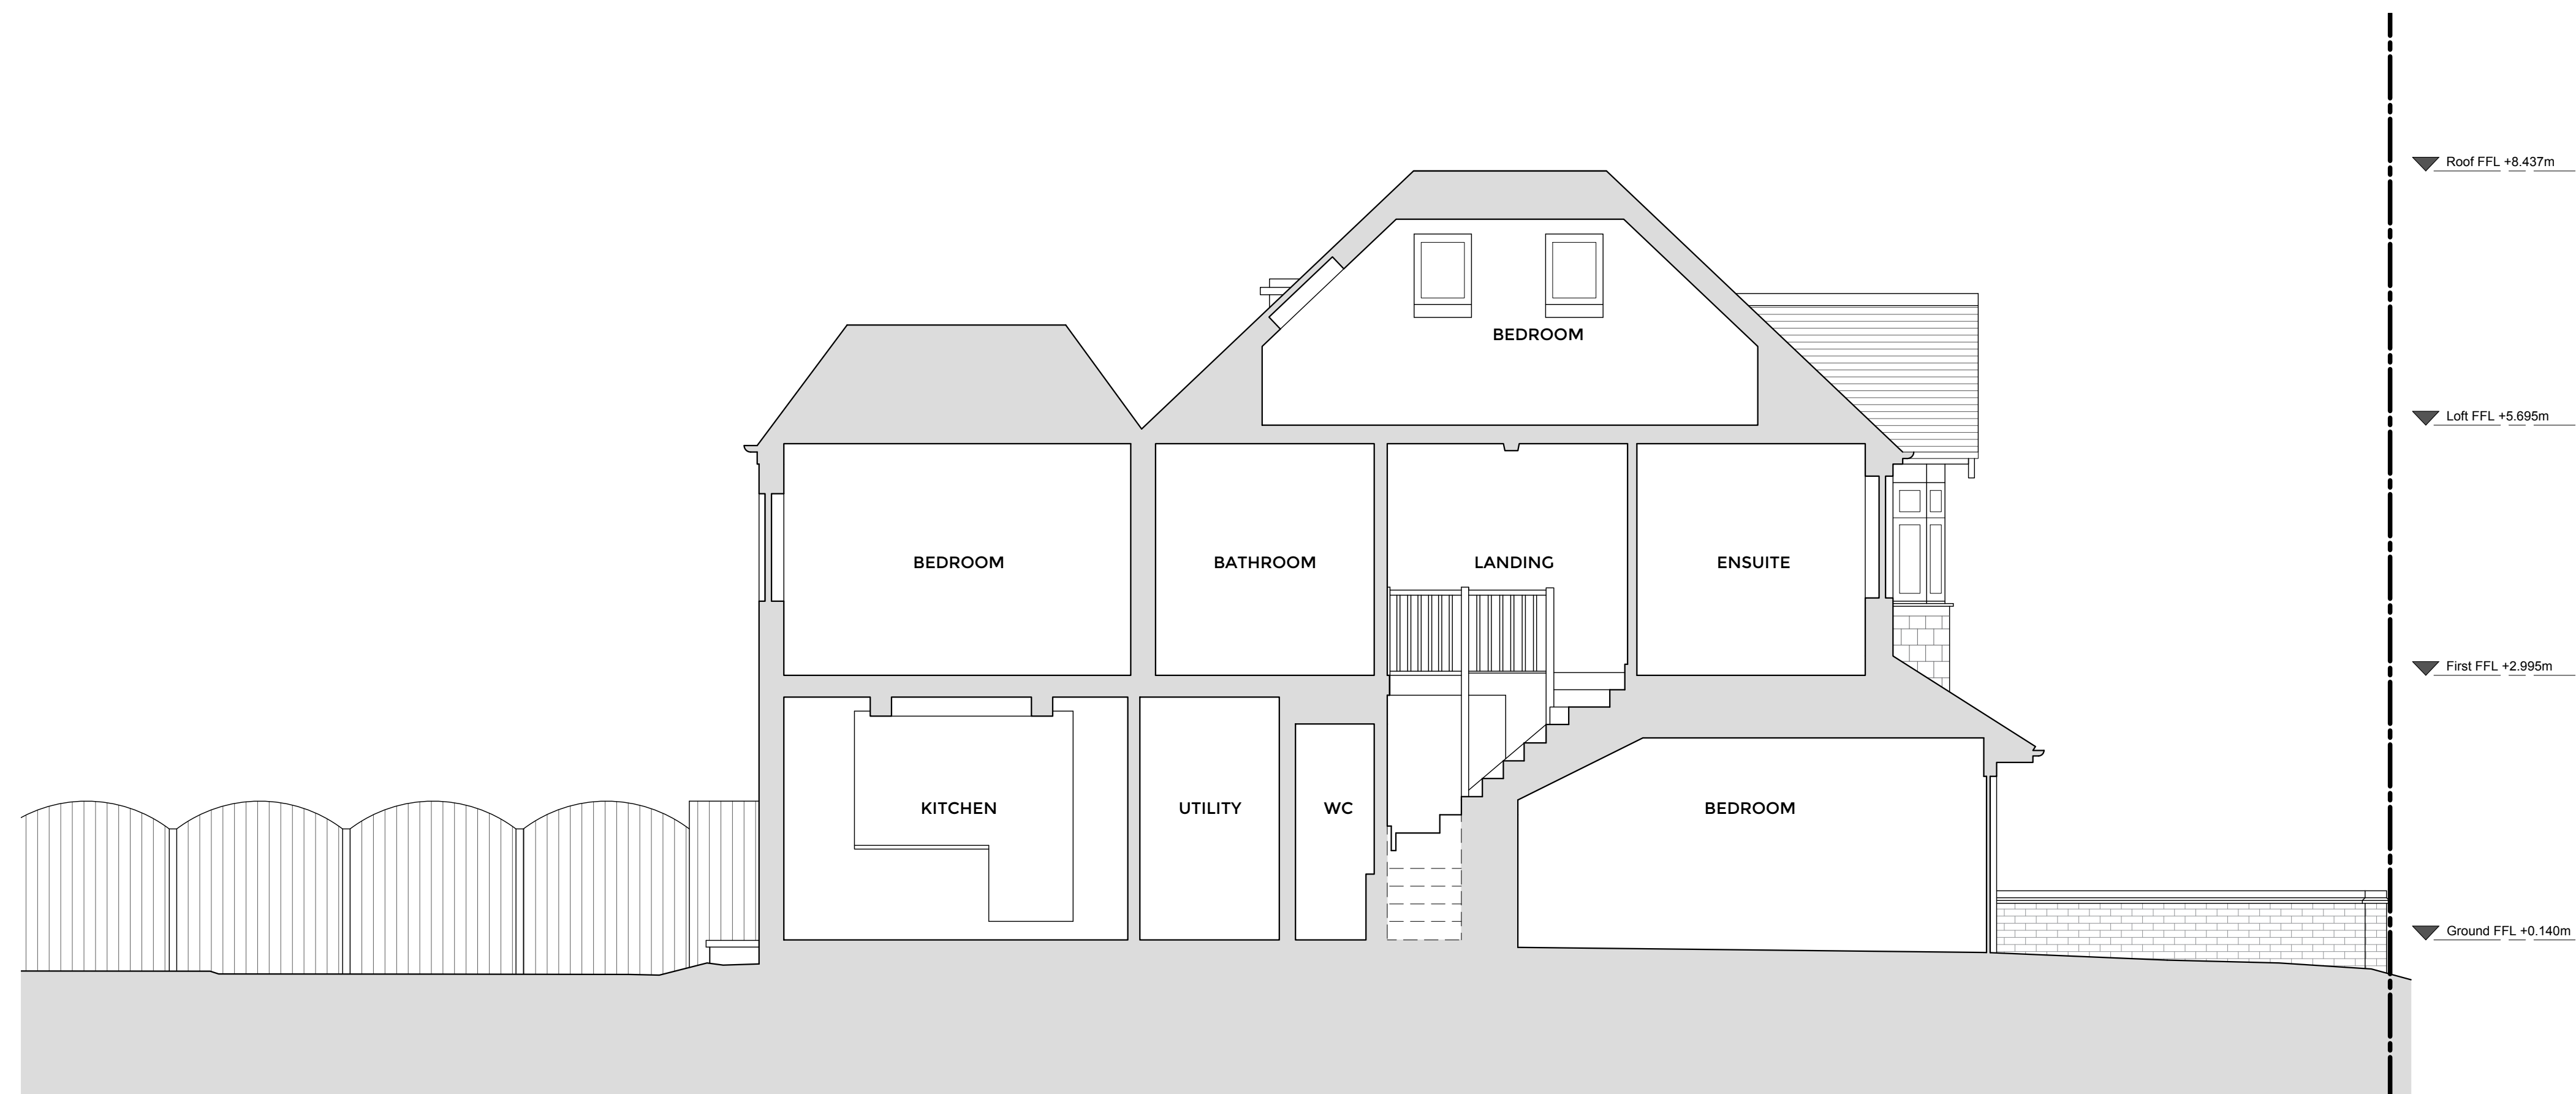 Roof FFL +8.437m
BEDROOM
Loft FFL +5.695m
BEDROOM
BATHROOM
LANDING
ENSUITE
First FFL +2.995m
KITCHEN
UTILITY
WC
BEDROOM
Ground FFL +0.140m